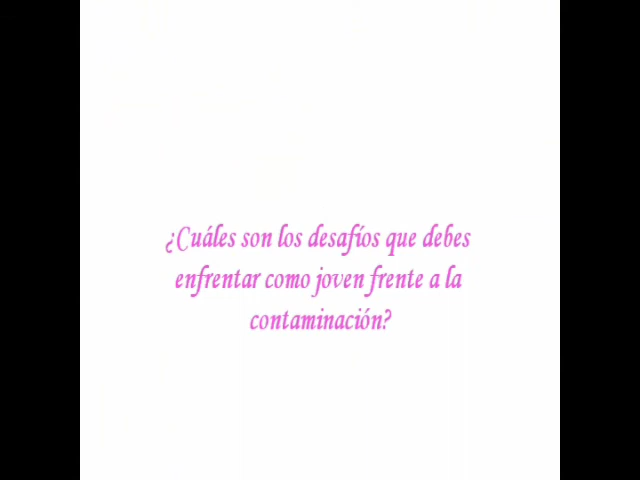 ¿Cuáles son los desafíos que debes
enfrentar como joven frente a la
contaminación?